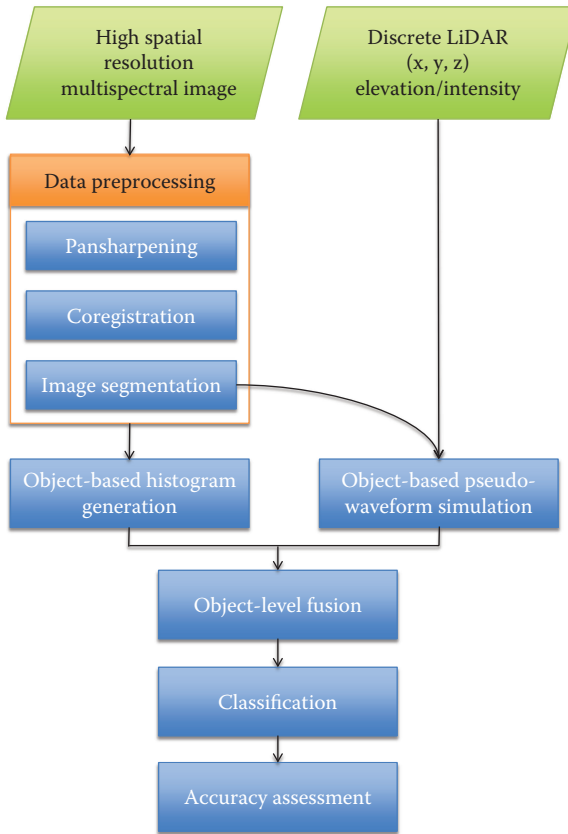 High spatial
resolution
multispectral image
Discrete LiDAR
(x, y, z)
elevation/intensity
Data preprocessing
Pansharpening
Coregistration
Image segmentation
Object-based histogram
generation
Object-based pseudo-
waveform simulation
Object-level fusion
Classification
Accuracy assessment